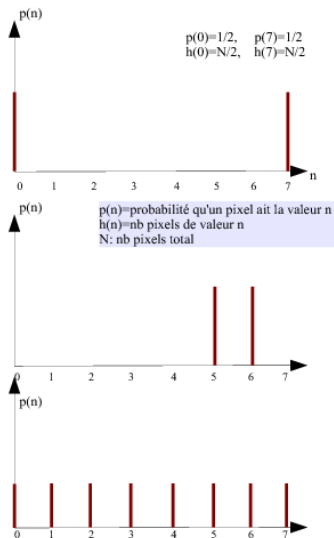 p(n)
p(0)=1/2, p(7)=1/2
h(0)=N/2, h(7)=N/2
0 1 2 3 4 5 6 7 n
p(n)=probabilité qu'un pixel ait la valeur n
h(n)=nb pixels de valeur n
N: nb pixels total
p(n)
0 1 2 3 4 5 6 7
p(n)
0 1 2 3 4 5 6 7